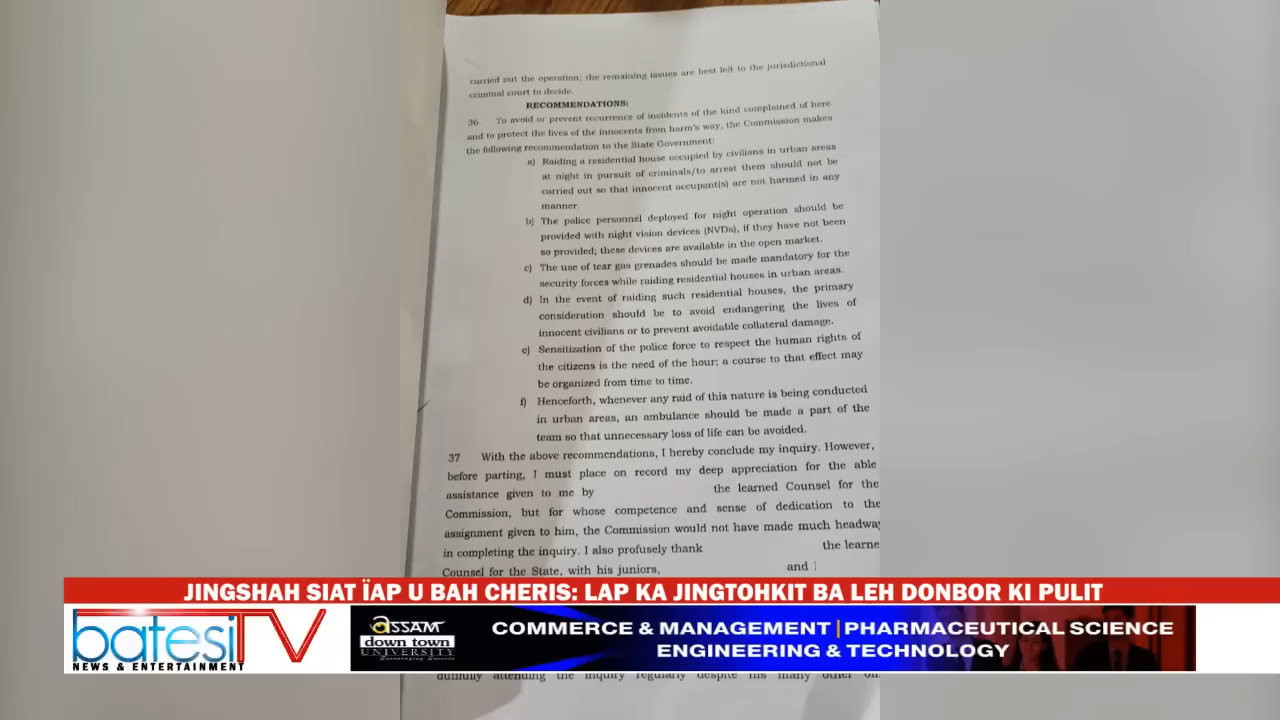 carried out the operation; the remaining issues are best left to the jurisdictional
criminal court to decide.
RECOMMENDATIONS:
36. To avoid or prevent recurrence of incidents of the kind complained of here
and to protect the lives of the innocents from harm's way, the Commission makes
the following recommendation to the State Government:
a) Raiding a residential house occupied by civilians in urban areas
at night in pursuit of criminals/to arrest them should not be
carried out so that innocent occupant(s) are not harmed in any
manner.
b) The police personnel deployed for night operation should be
provided with night vision devices (NVDs), if they have not been
so provided; these devices are available in the open market.
c) The use of tear gas grenades should be made mandatory for the
security forces while raiding residential houses in urban areas.
d) In the event of raiding such residential houses, the primary
consideration should be to avoid endangering the lives of
innocent civilians or to prevent avoidable collateral damage.
e) Sensitization of the police force to respect the human rights of
the citizens is the need of the hour; a course to that effect may
be organized from time to time.
f) Henceforth, whenever any raid of this nature is being conducted
in urban areas, an ambulance should be made a part of the
team so that unnecessary loss of life can be avoided.
37 With the above recommendations, I hereby conclude my inquiry. However,
before parting, I must place on record my deep appreciation for the able
assistance given to me by the learned Counsel for the
Commission, but for whose competence and sense of dedication to the
assignment given to him, the Commission would not have made much headway
in completing the inquiry. I also profusely thank the learne
Counsel for the State, with his juniors, and
JINGSHAH SIAT ÏAP U BAH CHERIS: LAP KA JINGTOHKIT BA LEH DONBOR KI PULIT
batesi TV
NEWS & ENTERTAINMENT
ASSAM
down town
UNIVERSITY
Encouraging Success
COMMERCE & MANAGEMENT | PHARMACEUTICAL SCIENCE
ENGINEERING & TECHNOLOGY
dutifully attending the inquiry regularly despite his many other